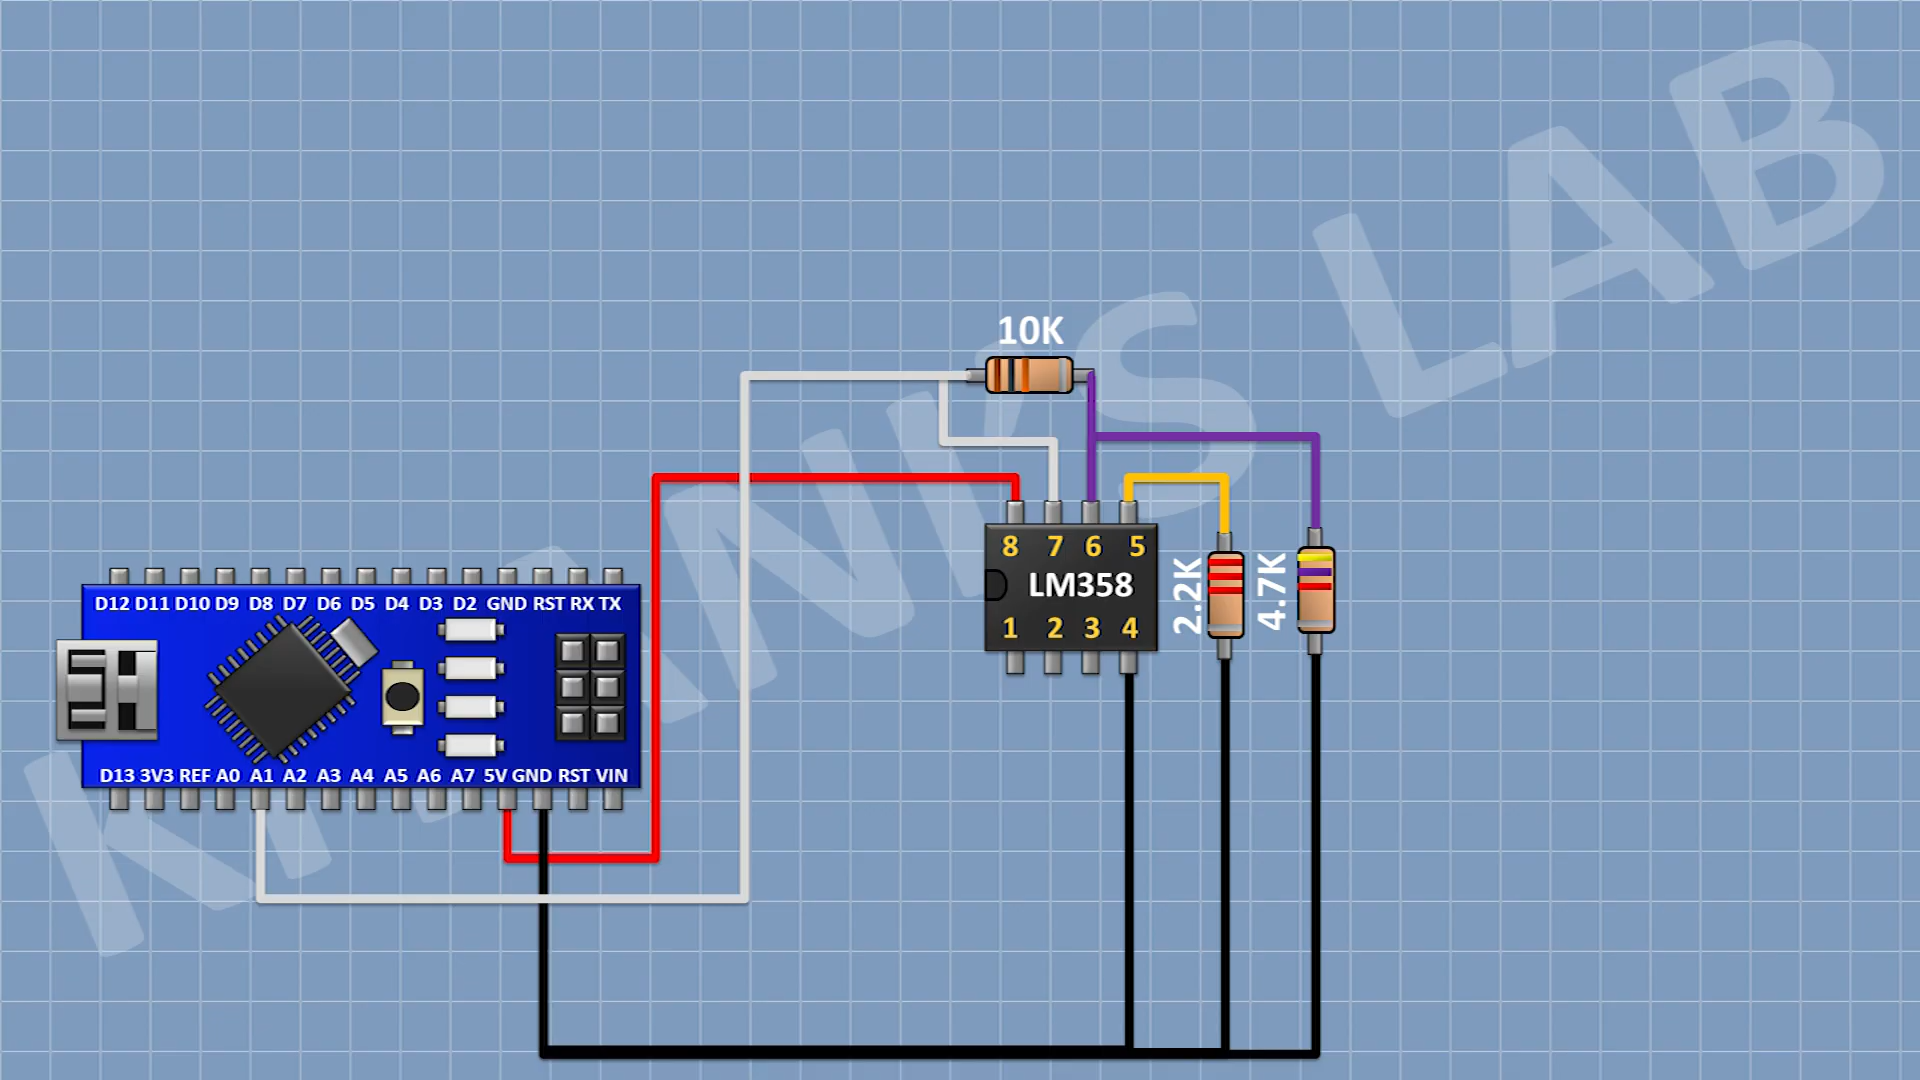 KHANKI'S LAB
10K
8 7 6 5
LM358
1 2 3 4
2.2K
4.7K
D12 D11 D10 D9 D8 D7 D6 D5 D4 D3 D2 GND RST RX TX
D13 3V3 REF A0 A1 A2 A3 A4 A5 A6 A7 5V GND RST VIN